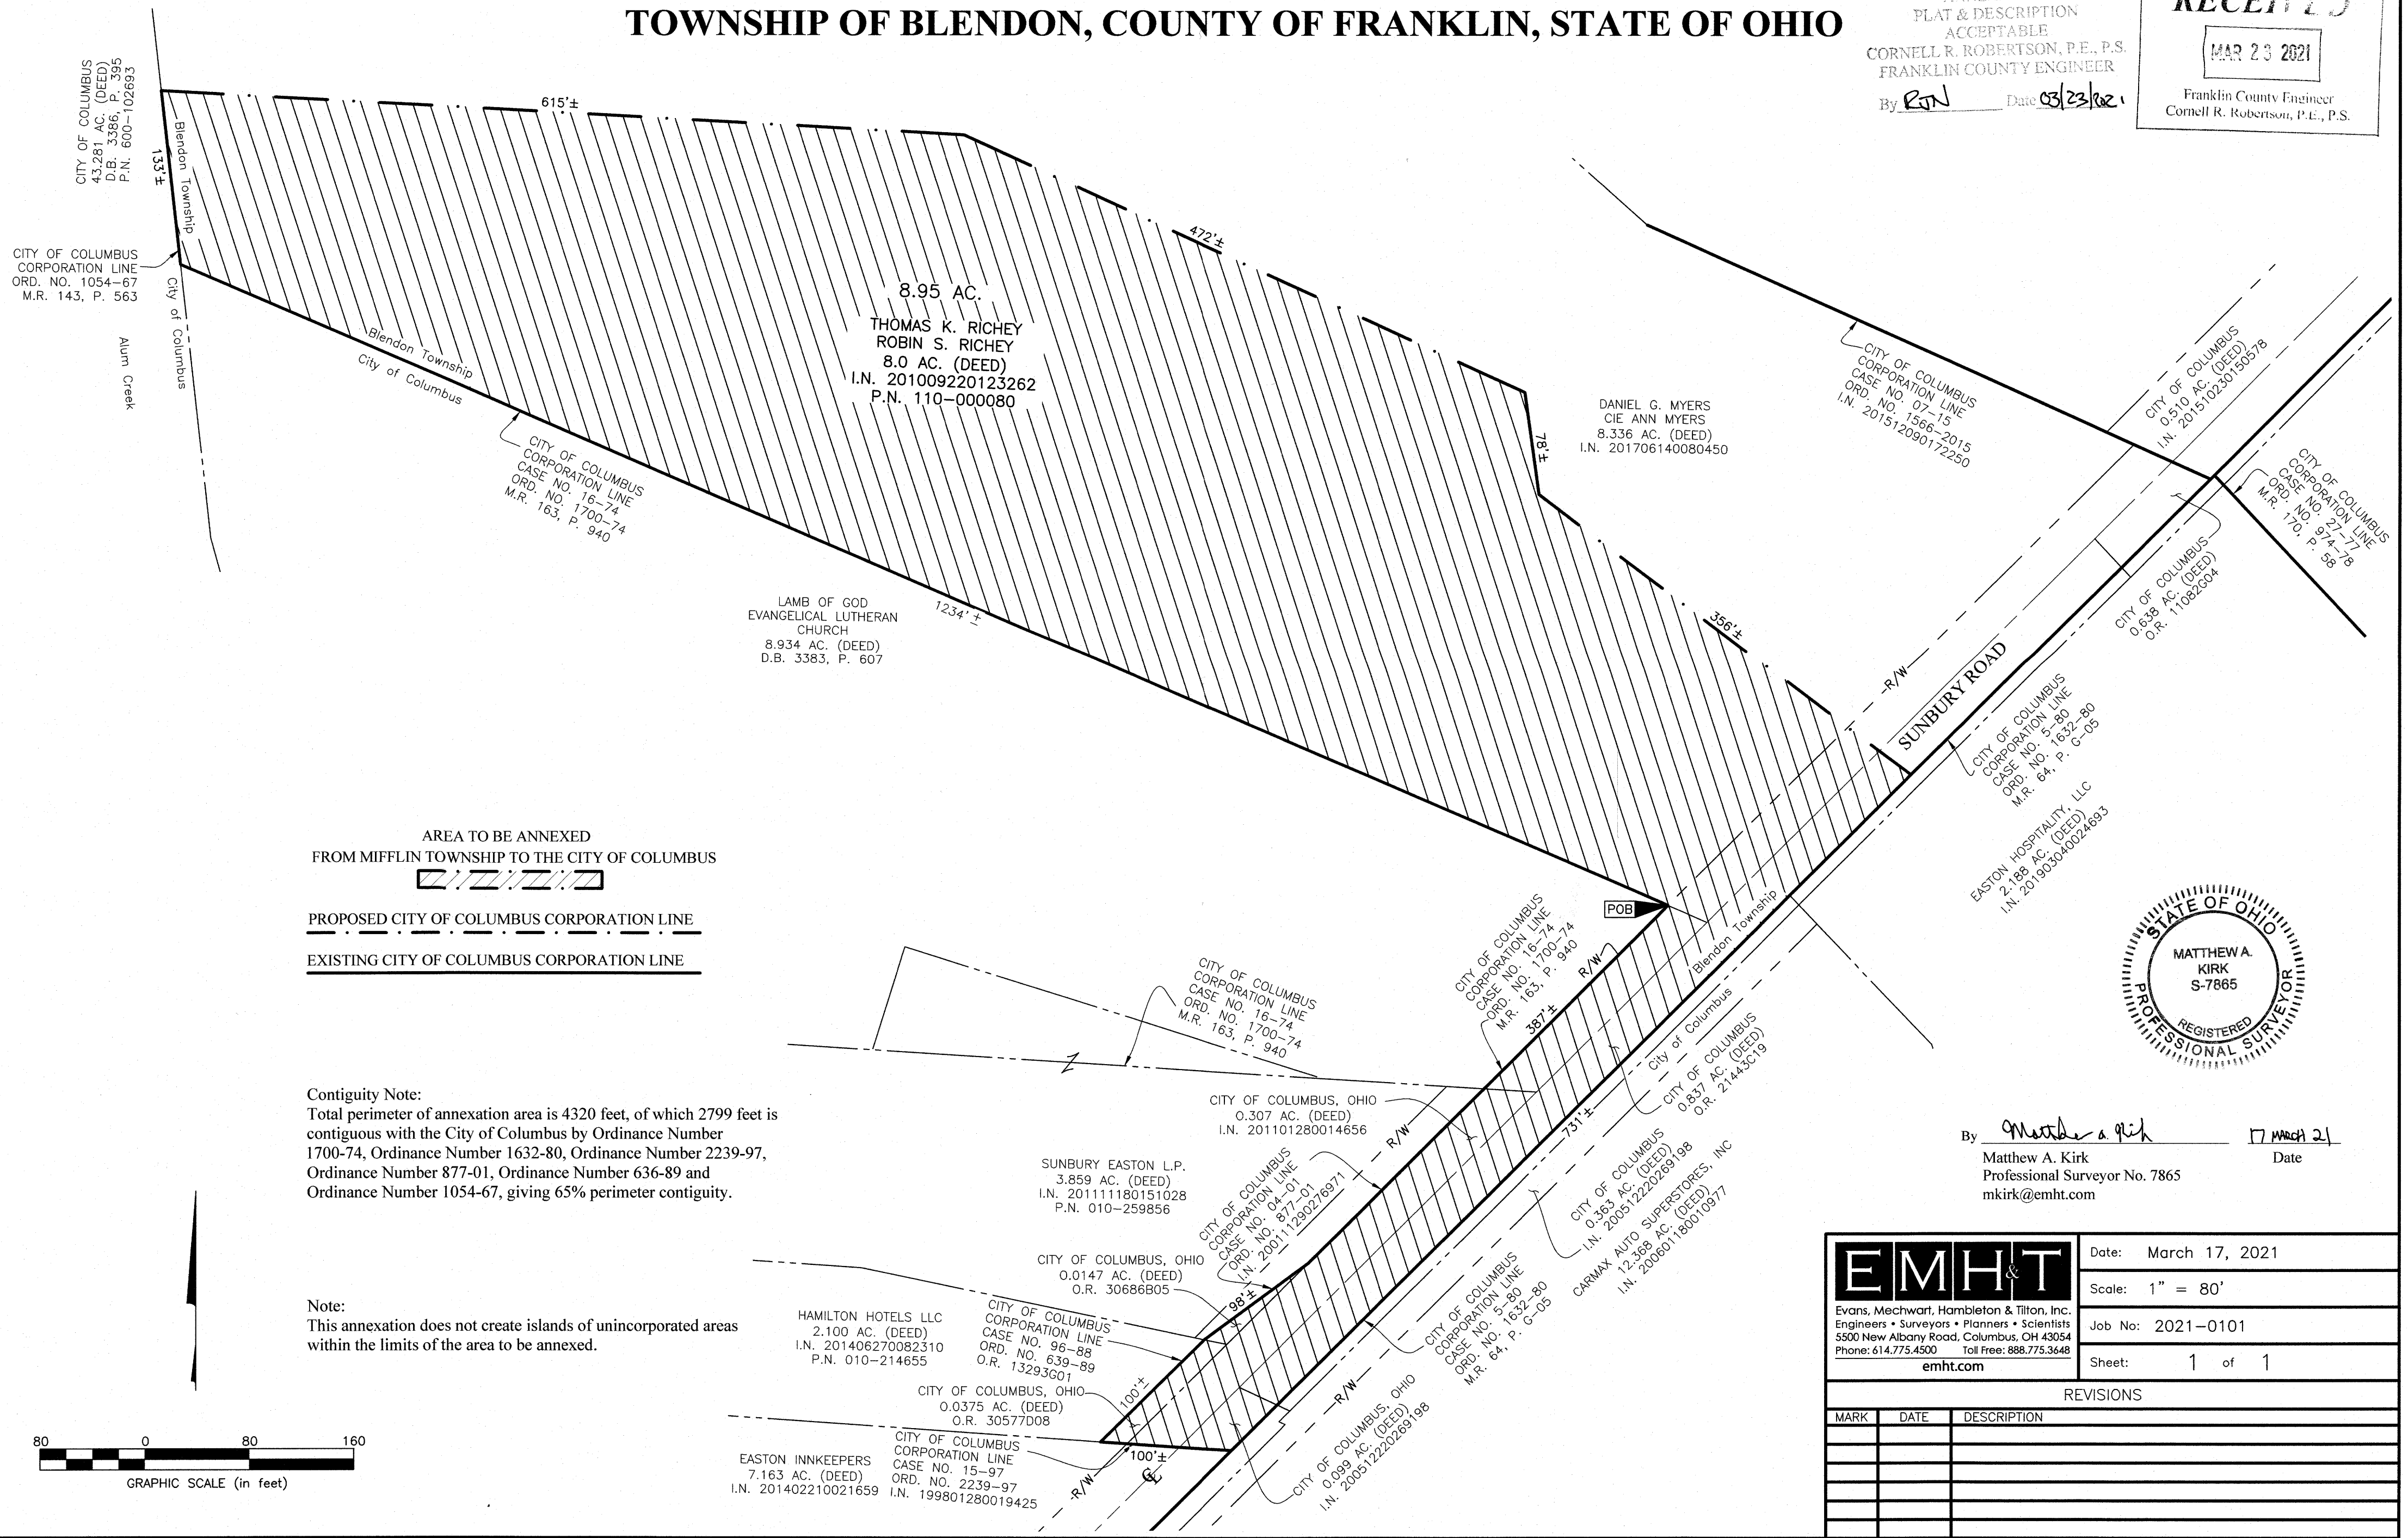 TOWNSHIP OF BLENDON, COUNTY OF FRANKLIN, STATE OF OHIO
PLAT & DESCRIPTION
ACCEPTABLE
CORNELL R. ROBERTSON, P.E., P.S.
FRANKLIN COUNTY ENGINEER
By RJN Date 03/23/2021
RECEIVED
MAR 23 2021
Franklin County Engineer
Cornell R. Robertson, P.E., P.S.
CITY OF COLUMBUS
43.281 AC. (DEED)
D.B. 3386, P. 395
P.N. 600-102693
133'±
Blendon Township
615'±
472'±
CITY OF COLUMBUS
CORPORATION LINE
ORD. NO. 1054-67
M.R. 143, P. 563
City of Columbus
Alum Creek
Blendon Township
City of Columbus
8.95 AC.
THOMAS K. RICHEY
ROBIN S. RICHEY
8.0 AC. (DEED)
I.N. 201009220123262
P.N. 110-000080
CITY OF COLUMBUS
CORPORATION LINE
CASE NO. 16-74
ORD. NO. 1700-74
M.R. 163, P. 940
DANIEL G. MYERS
CIE ANN MYERS
8.336 AC. (DEED)
I.N. 201706140080450
78'±
CITY OF COLUMBUS
CORPORATION LINE
CASE NO. 07-15
ORD. NO. 1566-2015
I.N. 201512090172250
CITY OF COLUMBUS
0.510 AC. (DEED)
I.N. 201510230150578
CITY OF COLUMBUS
CORPORATION LINE
CASE NO. 27-77
ORD. NO. 974-78
M.R. 170, P. 58
CITY OF COLUMBUS
0.638 AC. (DEED)
O.R. 11082G04
LAMB OF GOD
EVANGELICAL LUTHERAN
CHURCH
8.934 AC. (DEED)
D.B. 3383, P. 607
1234'±
356'±
R/W
SUNBURY ROAD
CITY OF COLUMBUS
CORPORATION LINE
CASE NO. 5-80
ORD. NO. 1632-80
M.R. 64, P. G-05
EASTON HOSPITALITY, LLC
2.188 AC. (DEED)
I.N. 201903040024693
AREA TO BE ANNEXED
FROM MIFFLIN TOWNSHIP TO THE CITY OF COLUMBUS
PROPOSED CITY OF COLUMBUS CORPORATION LINE
EXISTING CITY OF COLUMBUS CORPORATION LINE
POB
Blendon Township
City of Columbus
CITY OF COLUMBUS
CORPORATION LINE
CASE NO. 16-74
ORD. NO. 1700-74
M.R. 163, P. 940
R/W
387'±
CITY OF COLUMBUS
CORPORATION LINE
CASE NO. 16-74
ORD. NO. 1700-74
M.R. 163, P. 940
CITY OF COLUMBUS
0.837 AC. (DEED)
O.R. 21443C19
STATE OF OHIO
MATTHEW A.
KIRK
S-7865
REGISTERED
PROFESSIONAL SURVEYOR
Contiguity Note:
Total perimeter of annexation area is 4320 feet, of which 2799 feet is
contiguous with the City of Columbus by Ordinance Number
1700-74, Ordinance Number 1632-80, Ordinance Number 2239-97,
Ordinance Number 877-01, Ordinance Number 636-89 and
Ordinance Number 1054-67, giving 65% perimeter contiguity.
CITY OF COLUMBUS, OHIO
0.307 AC. (DEED)
I.N. 201101280014656
R/W
731'±
SUNBURY EASTON L.P.
3.859 AC. (DEED)
I.N. 201111180151028
P.N. 010-259856
CITY OF COLUMBUS
CORPORATION LINE
CASE NO. 04-01
ORD. NO. 877-01
I.N. 200111290276971
CITY OF COLUMBUS
0.363 AC. (DEED)
I.N. 200512220269198
CARMAX AUTO SUPERSTORES, INC
12.368 AC. (DEED)
I.N. 200601180010977
By Matthew A. Kirk 17 MARCH 21
Matthew A. Kirk Date
Professional Surveyor No. 7865
mkirk@emht.com
CITY OF COLUMBUS, OHIO
0.0147 AC. (DEED)
O.R. 30686B05
98'±
Note:
This annexation does not create islands of unincorporated areas
within the limits of the area to be annexed.
HAMILTON HOTELS LLC
2.100 AC. (DEED)
I.N. 201406270082310
P.N. 010-214655
CITY OF COLUMBUS
CORPORATION LINE
CASE NO. 96-88
ORD. NO. 639-89
O.R. 13293G01
CITY OF COLUMBUS
CORPORATION LINE
CASE NO. 5-80
ORD. NO. 1632-80
M.R. 64, P. G-05
R/W
100'±
CITY OF COLUMBUS, OHIO
0.0375 AC. (DEED)
O.R. 30577D08
CITY OF COLUMBUS, OHIO
0.099 AC. (DEED)
I.N. 200512220269198
EASTON INNKEEPERS
7.163 AC. (DEED)
I.N. 201402210021659
CITY OF COLUMBUS
CORPORATION LINE
CASE NO. 15-97
ORD. NO. 2239-97
I.N. 199801280019425
100'±
R/W
80 0 80 160
GRAPHIC SCALE (in feet)
EMH&T
Evans, Mechwart, Hambleton & Tilton, Inc.
Engineers • Surveyors • Planners • Scientists
5500 New Albany Road, Columbus, OH 43054
Phone: 614.775.4500 Toll Free: 888.775.3648
emht.com
Date: March 17, 2021
Scale: 1" = 80'
Job No: 2021-0101
Sheet: 1 of 1
REVISIONS
MARK DATE DESCRIPTION